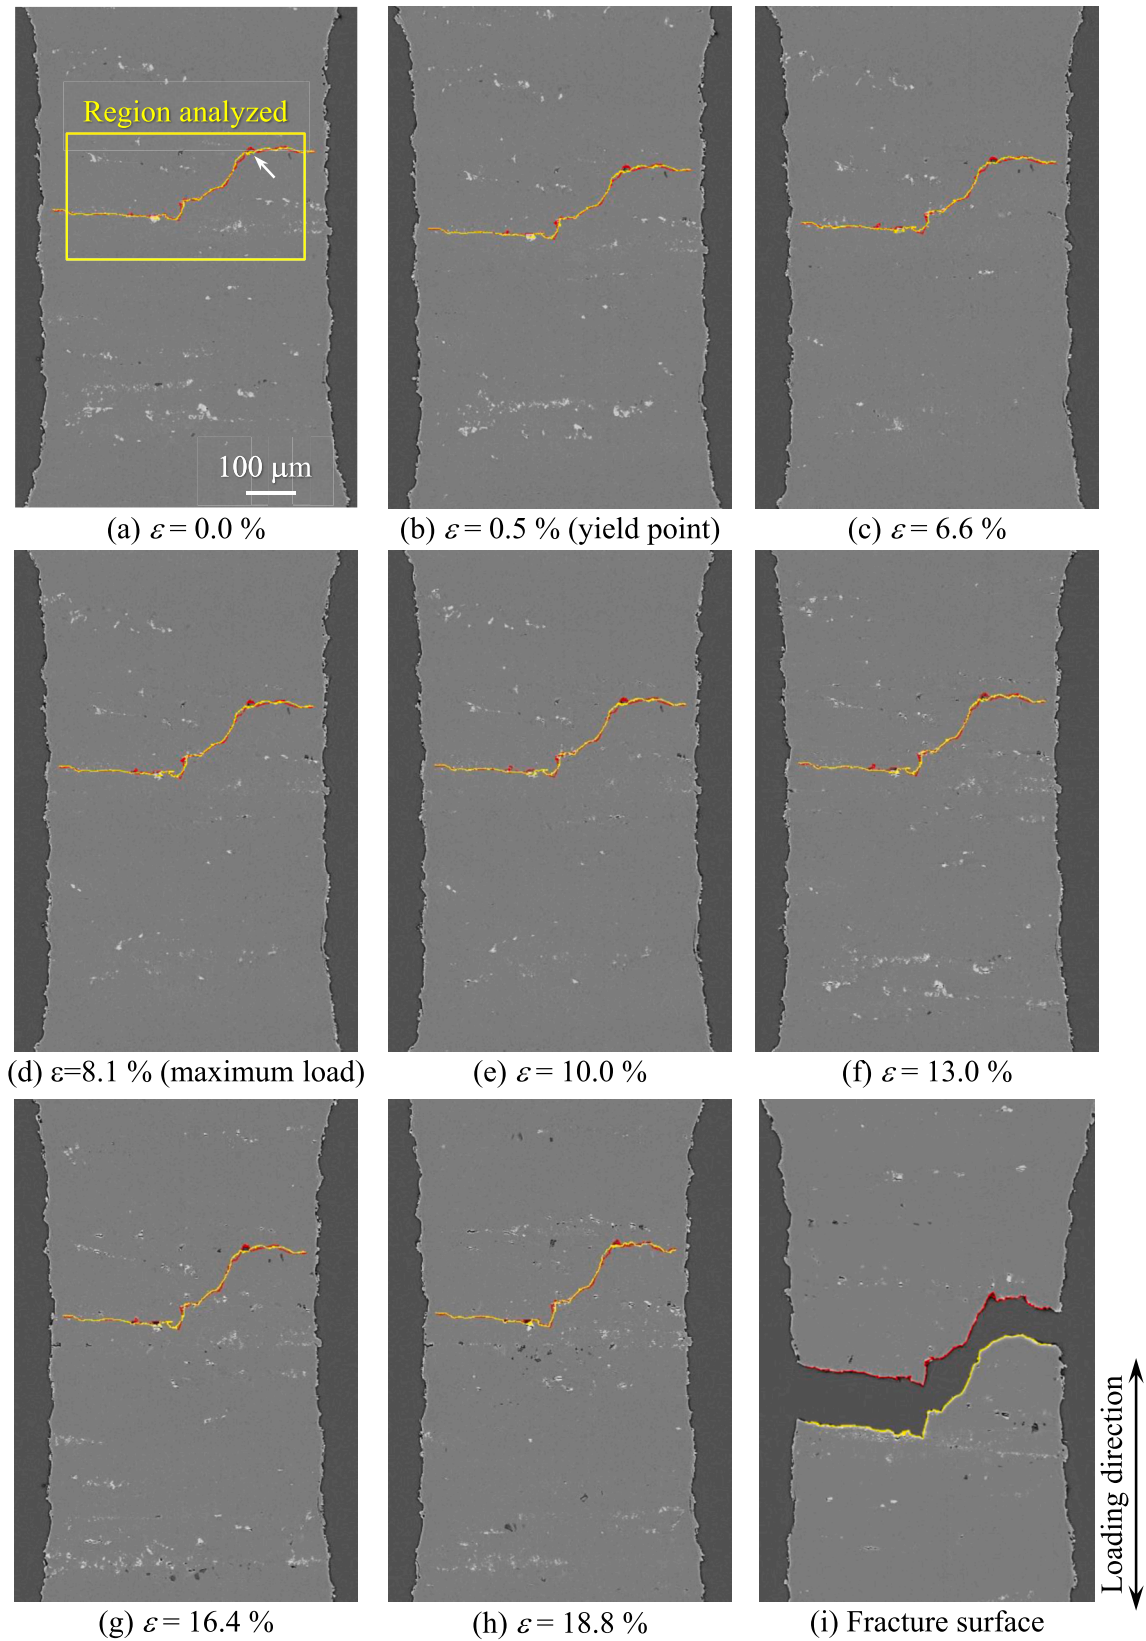 Region analyzed
100 μm
(a) ε = 0.0 %
(b) ε = 0.5 % (yield point)
(c) ε = 6.6 %
(d) ε=8.1 % (maximum load)
(e) ε = 10.0 %
(f) ε = 13.0 %
(g) ε = 16.4 %
(h) ε = 18.8 %
(i) Fracture surface
Loading direction